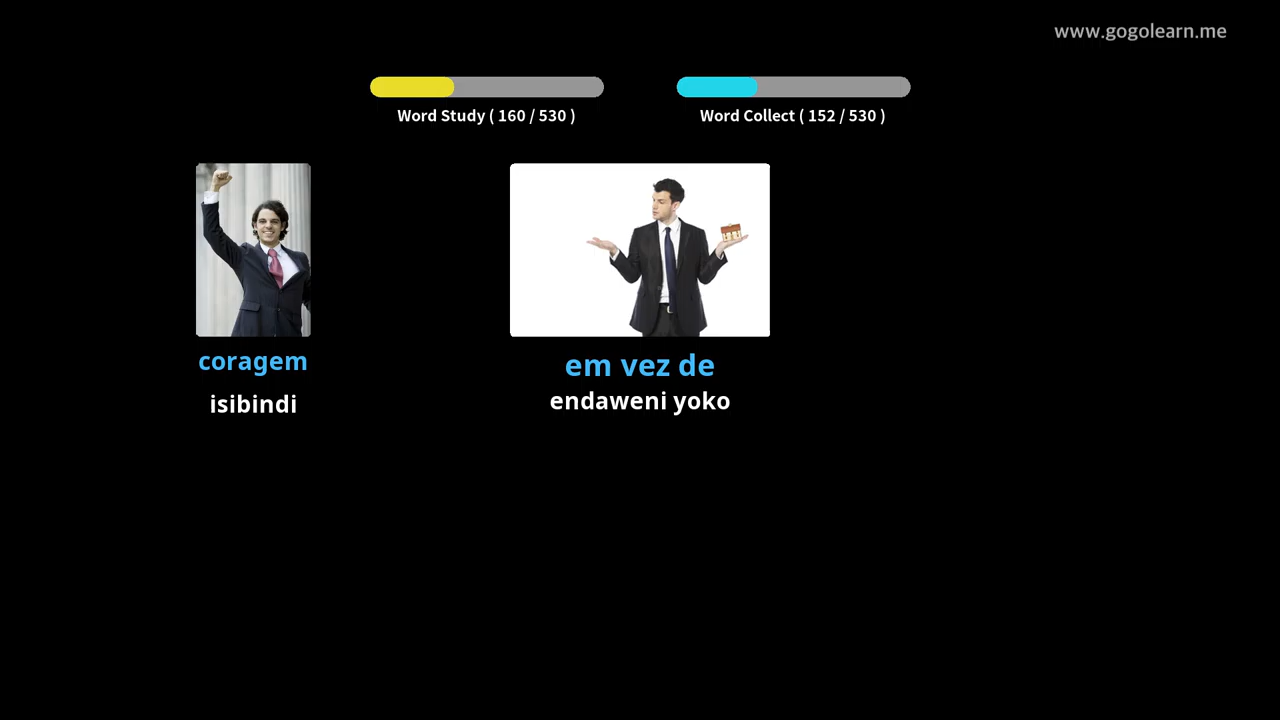 www.gogolearn.me
Word Study ( 160 / 530 )
Word Collect ( 152 / 530 )
coragem
isibindi
em vez de
endaweni yoko